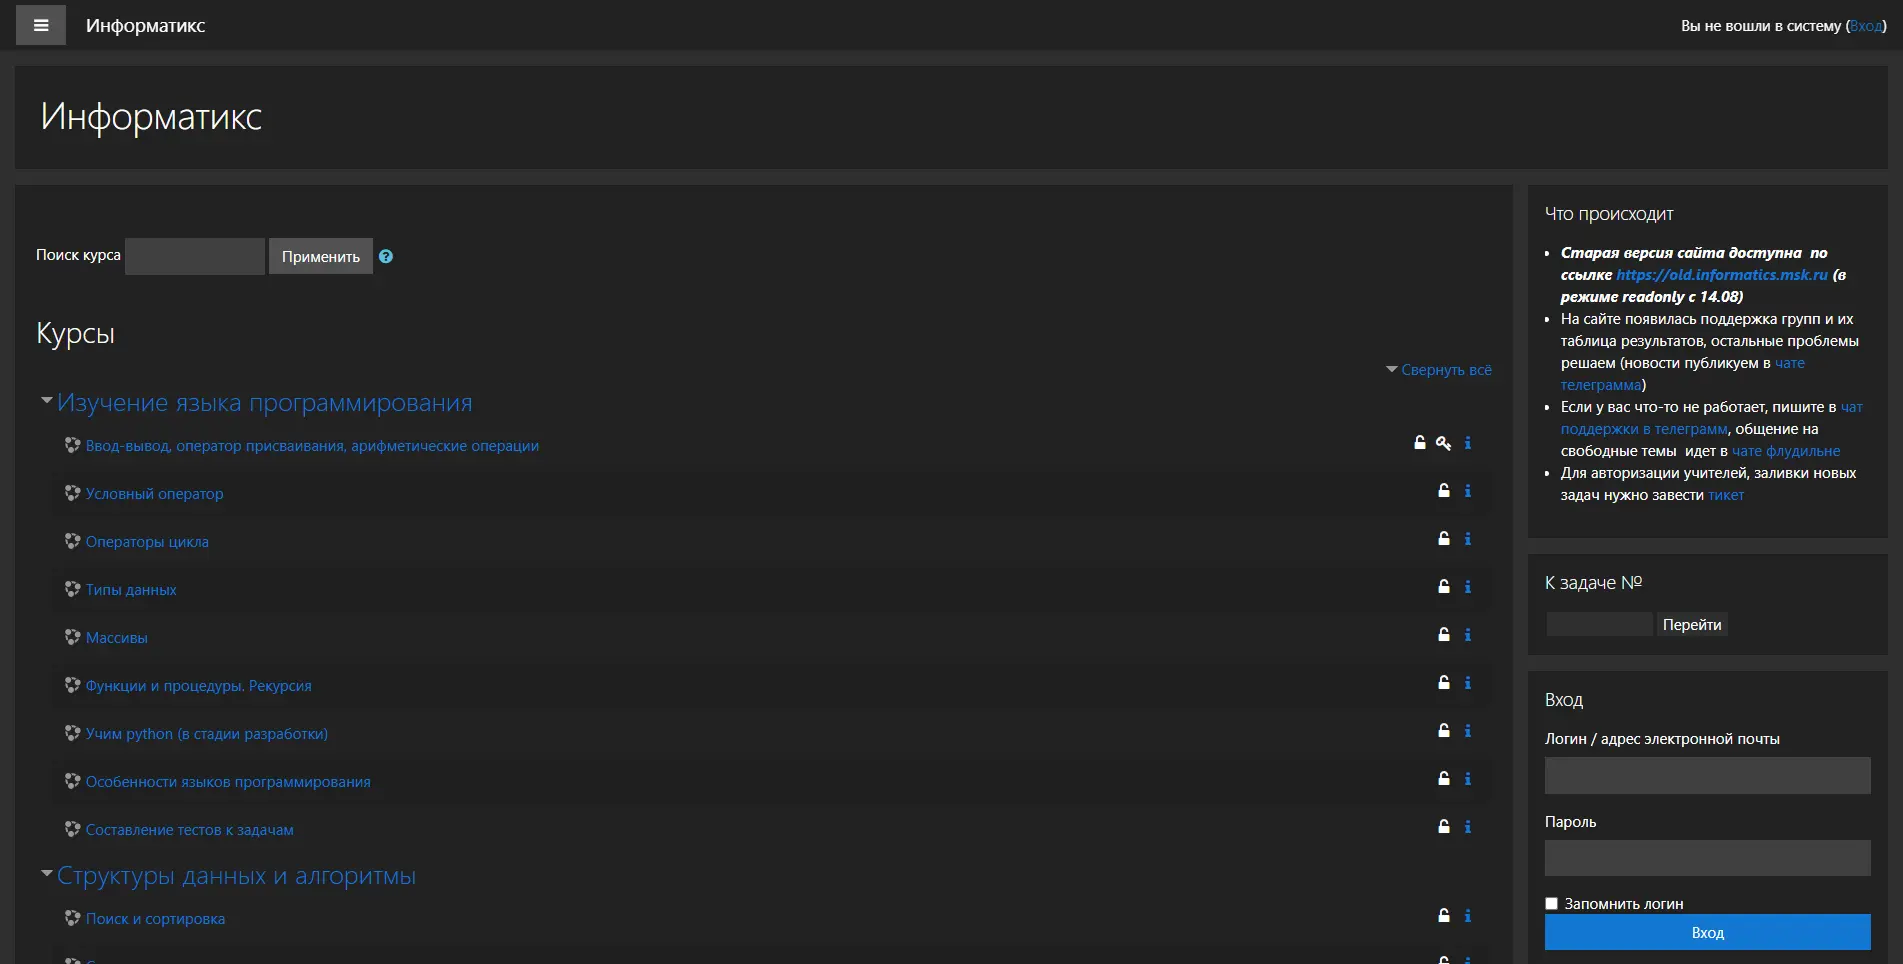 Информатикс
Вы не вошли в систему (Вход)
Информатикс
Поиск курса
Применить
Курсы
Свернуть всё
Изучение языка программирования
Ввод-вывод, оператор присваивания, арифметические операции
Условный оператор
Операторы цикла
Типы данных
Массивы
Функции и процедуры. Рекурсия
Учим python (в стадии разработки)
Особенности языков программирования
Составление тестов к задачам
Структуры данных и алгоритмы
Поиск и сортировка
Что происходит
Старая версия сайта доступна по
ссылке https://old.informatics.msk.ru (в
режиме readonly с 14.08)
На сайте появилась поддержка групп и их
таблица результатов, остальные проблемы
решаем (новости публикуем в чате
телеграмма)
Если у вас что-то не работает, пишите в чат
поддержки в телеграмм, общение на
свободные темы идет в чате флудильне
Для авторизации учителей, заливки новых
задач нужно завести тикет
К задаче №
Перейти
Вход
Логин / адрес электронной почты
Пароль
Запомнить логин
Вход